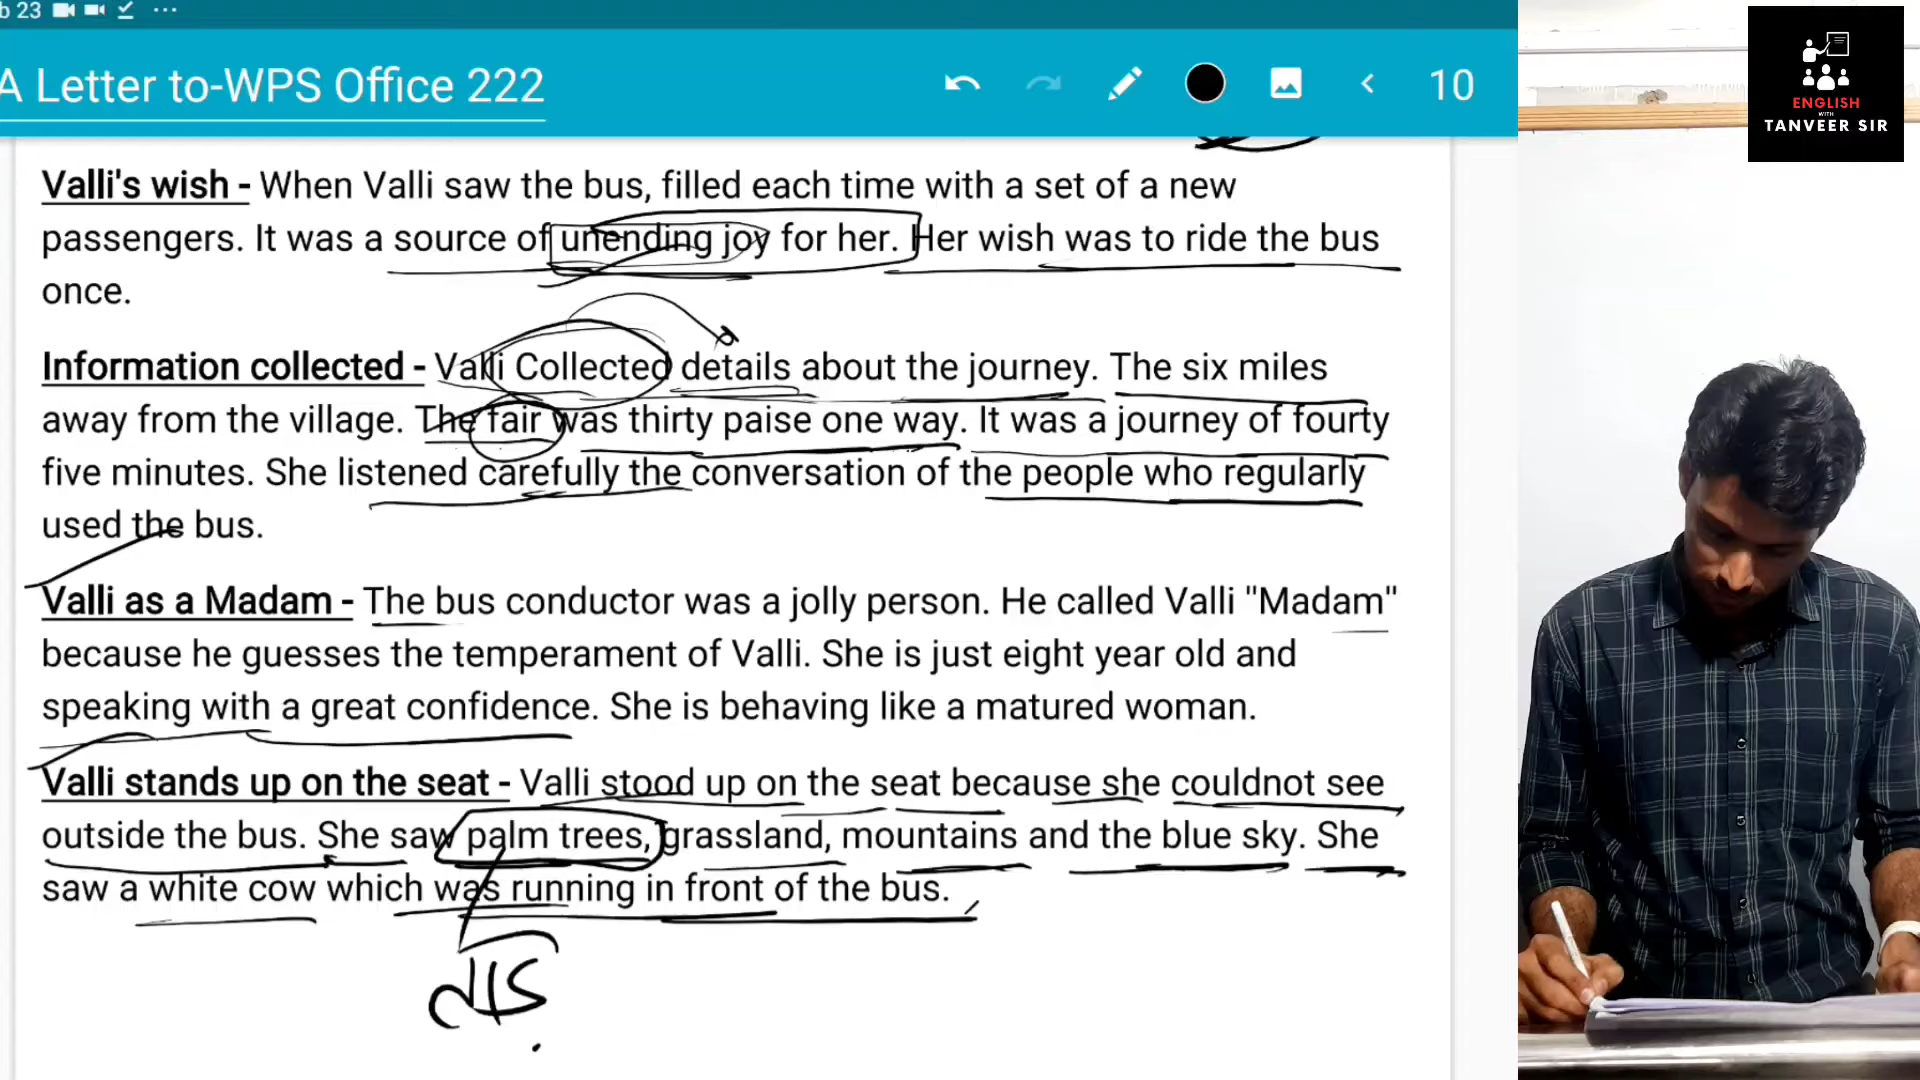 b 23
A Letter to-WPS Office 222
10
ENGLISH
WITH
TANVEER SIR
Valli's wish - When Valli saw the bus, filled each time with a set of a new
passengers. It was a source of unending joy for her. Her wish was to ride the bus
once.
Information collected - Valli Collected details about the journey. The six miles
away from the village. The fair was thirty paise one way. It was a journey of fourty
five minutes. She listened carefully the conversation of the people who regularly
used the bus.
Valli as a Madam - The bus conductor was a jolly person. He called Valli "Madam"
because he guesses the temperament of Valli. She is just eight year old and
speaking with a great confidence. She is behaving like a matured woman.
Valli stands up on the seat - Valli stood up on the seat because she couldnot see
outside the bus. She saw palm trees, grassland, mountains and the blue sky. She
saw a white cow which was running in front of the bus.